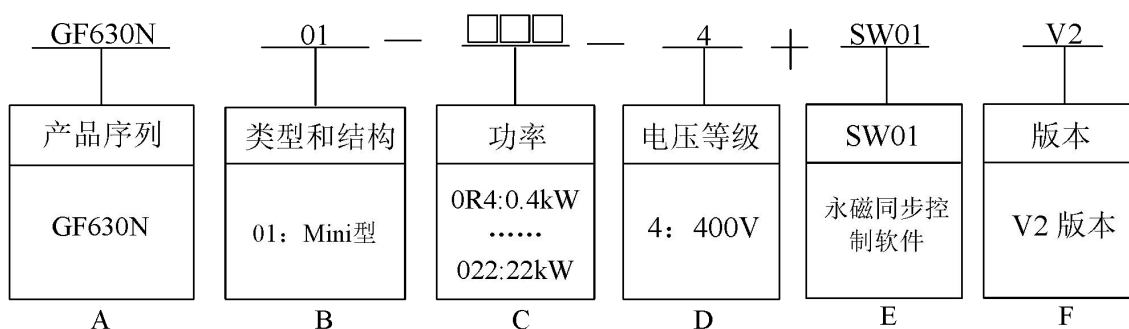 GF630N 01 — □□□ — 4 + SW01 V2
产品序列 类型和结构 功率 电压等级 SW01 版本
GF630N
01：Mini型
0R4:0.4kW
……
022:22kW
4：400V
永磁同步控
制软件
V2 版本
A B C D E F